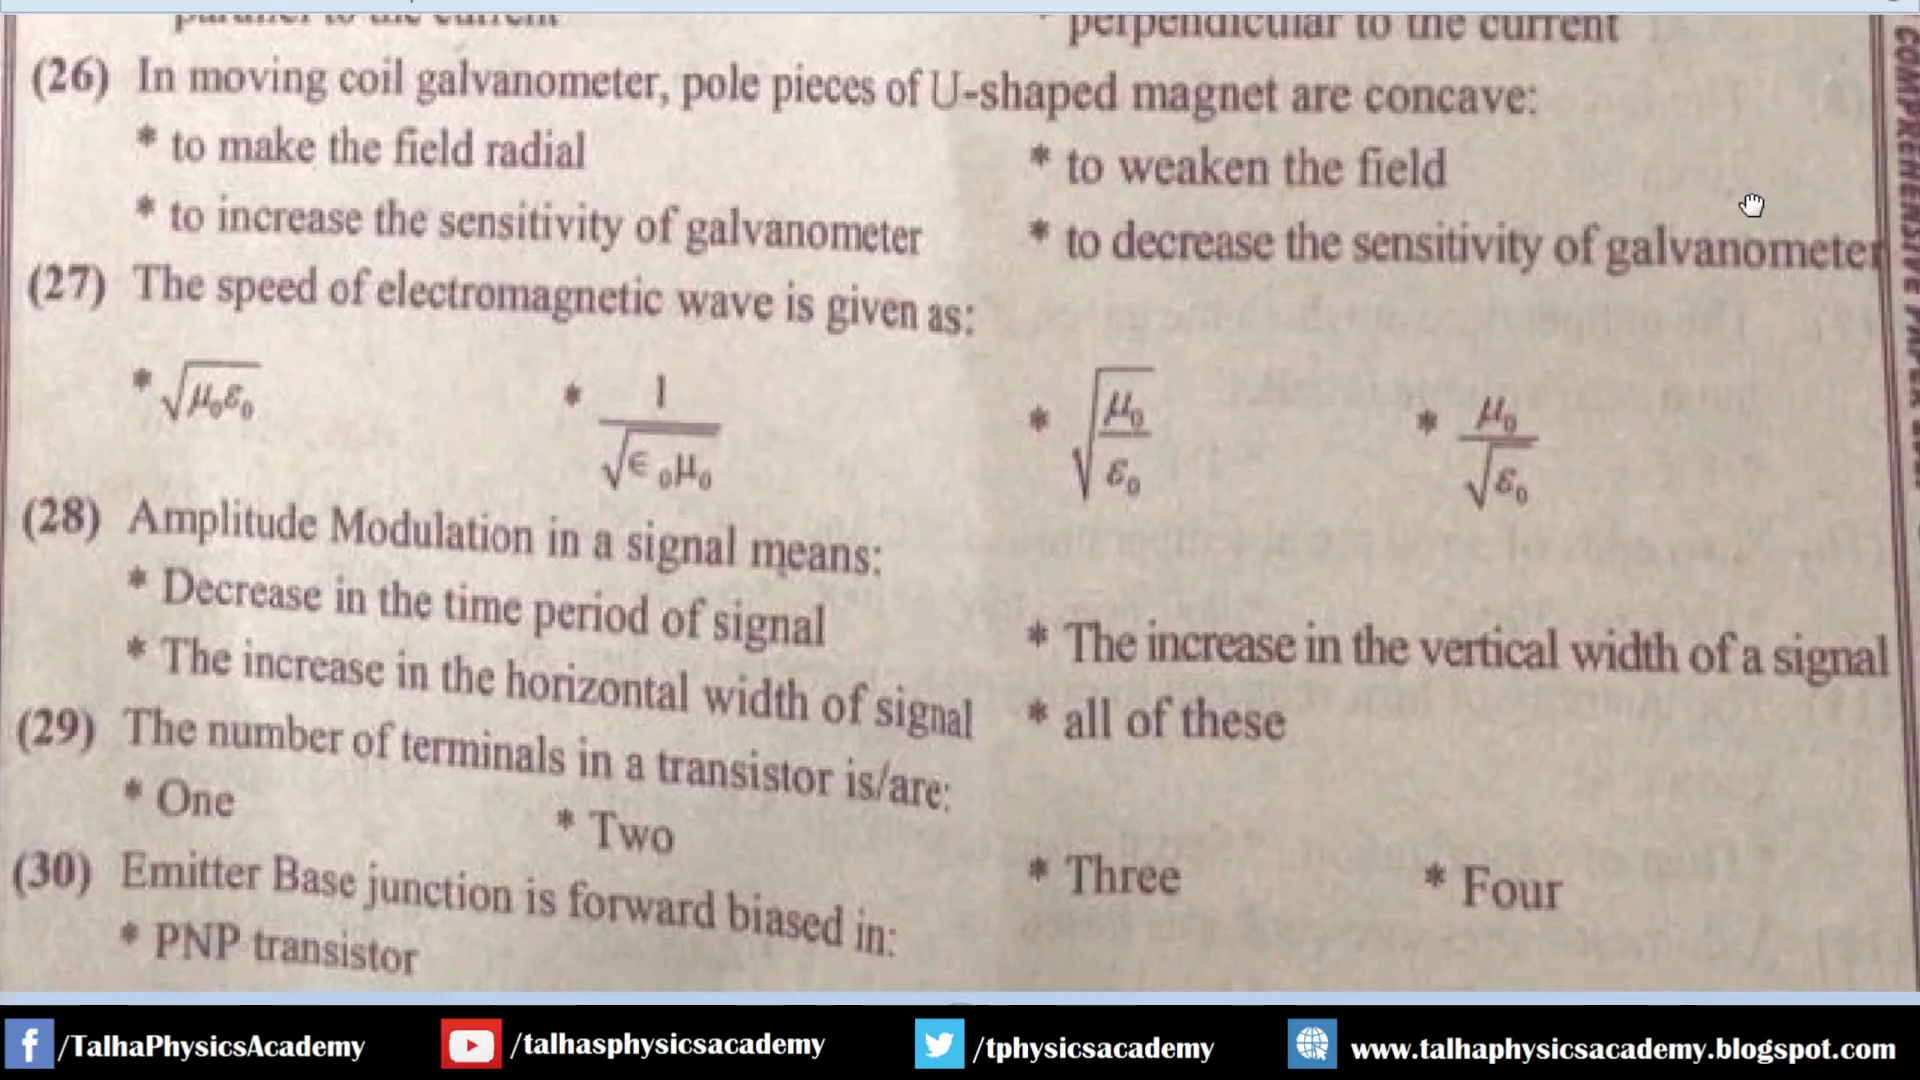 parallel to the current
* perpendicular to the current
(26) In moving coil galvanometer, pole pieces of U-shaped magnet are concave:
* to make the field radial
* to weaken the field
* to increase the sensitivity of galvanometer
* to decrease the sensitivity of galvanometer
(27) The speed of electromagnetic wave is given as:
* √μ₀ε₀
* 1/√ϵ₀μ₀
* √(μ₀/ε₀)
* μ₀/√ε₀
(28) Amplitude Modulation in a signal means:
* Decrease in the time period of signal
* The increase in the vertical width of a signal
* The increase in the horizontal width of signal
* all of these
(29) The number of terminals in a transistor is/are:
* One
* Two
* Three
* Four
(30) Emitter Base junction is forward biased in:
* PNP transistor
COMPREHENSIVE PAPER
/TalhaPhysicsAcademy
/talhasphysicsacademy
/tphysicsacademy
www.talhaphysicsacademy.blogspot.com